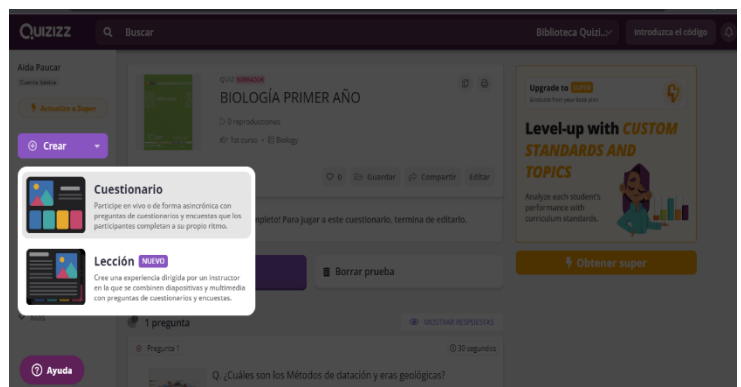 QUIZIZZ
Buscar
Biblioteca Quizi..
Introduzca el código
Aida Paucar
Cuenta básica
Actualice a Super
Crear
Cuestionario
Participe en vivo o de forma asincrónica con
preguntas de cuestionarios y encuestas que los
participantes completan a su propio ritmo.
Lección NUEVO
Cree una experiencia dirigida por un instructor
en la que se combinen diapositivas y multimedia
con preguntas de cuestionarios y encuestas.
Más
Ayuda
QUIZ BORRADOR
BIOLOGÍA PRIMER AÑO
0 reproducciones
1st curso • Biology
0 Guardar Compartir Editar
mpleto! Para jugar a este cuestionario, termina de editarlo.
Borrar prueba
1 pregunta
MOSTRAR RESPUESTAS
Pregunta 1
30 segundos
Q. ¿Cuáles son los Métodos de datación y eras geológicas?
Upgrade to SUPER
Level-up with CUSTOM
STANDARDS AND
TOPICS
Analyze each student's
performance with
curriculum standards.
Obtener super